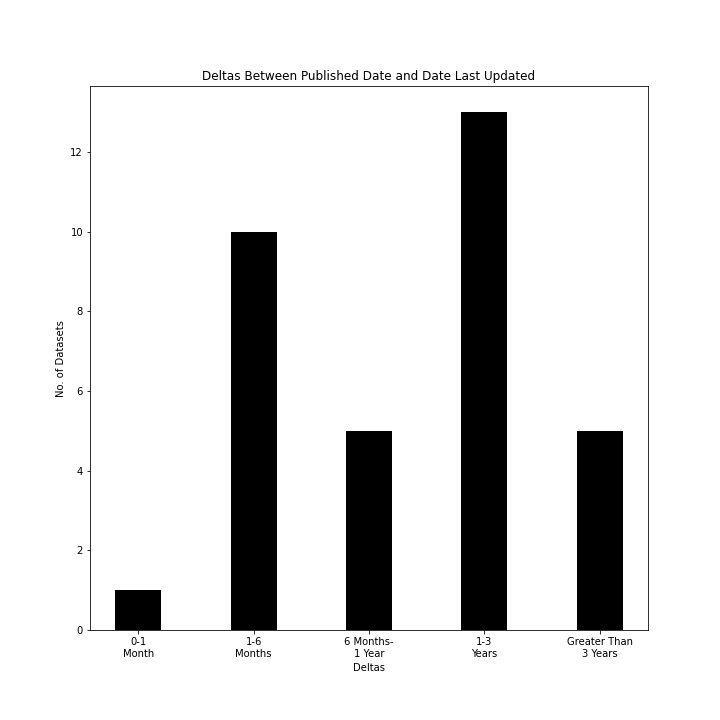 Deltas Between Published Date and Date Last Updated
12
10
8
6
4
2
0
No. of Datasets
0-1
Month
1-6
Months
6 Months-
1 Year
1-3
Years
Greater Than
3 Years
Deltas